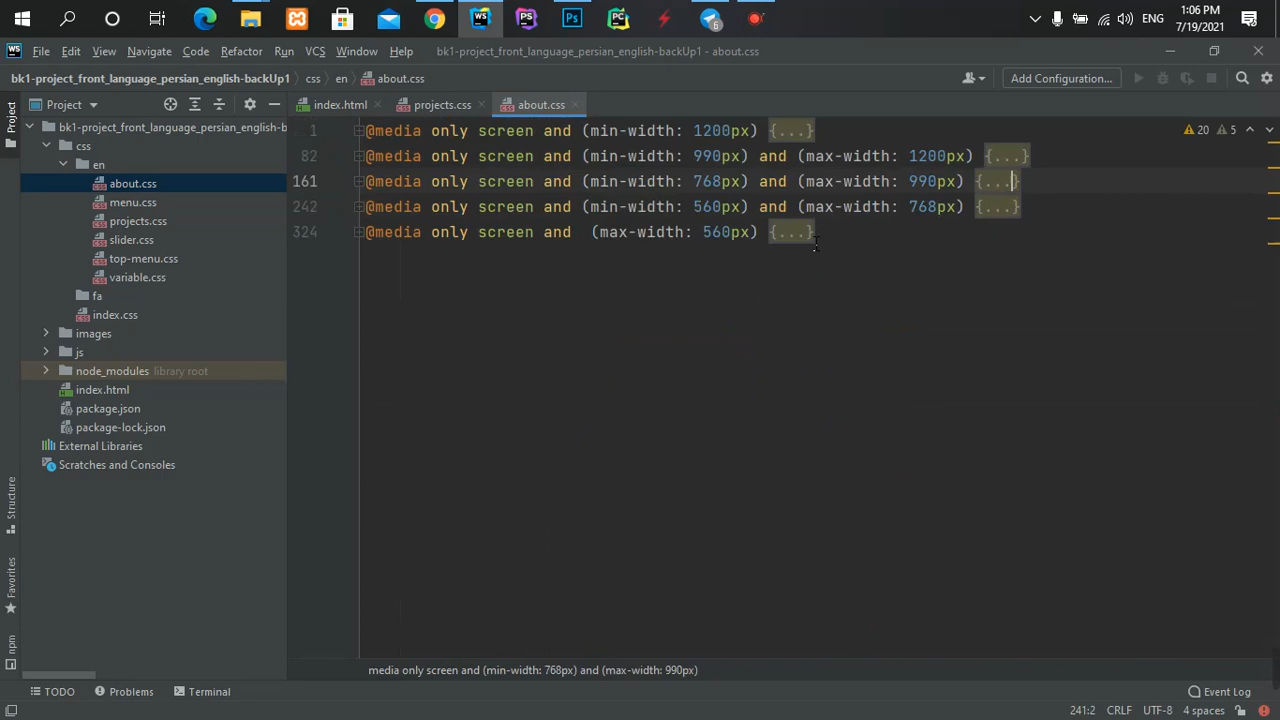 1:06 PM
6
7/19/2021
WS
File Edit View Navigate Code Refactor Run VCS Window Help bk1-project_front_language_persian_english-backUp1 - about.css
bk1-project_front_language_persian_english-backUp1 css en about.css Add Configuration...
Project
Project
index.html projects.css about.css
bk1-project_front_language_persian_english-b
css
en
about.css
menu.css
projects.css
slider.css
top-menu.css
variable.css
fa
index.css
images
js
node_modules library root
index.html
package.json
package-lock.json
External Libraries
Scratches and Consoles
1 @media only screen and (min-width: 1200px) {...}
82 @media only screen and (min-width: 990px) and (max-width: 1200px) {...}
161 @media only screen and (min-width: 768px) and (max-width: 990px) {...}
242 @media only screen and (min-width: 560px) and (max-width: 768px) {...}
324 @media only screen and  (max-width: 560px) {...}
20 5
Structure
Favorites
npm
media only screen and (min-width: 768px) and (max-width: 990px)
TODO Problems Terminal Event Log
241:2 CRLF UTF-8 4 spaces